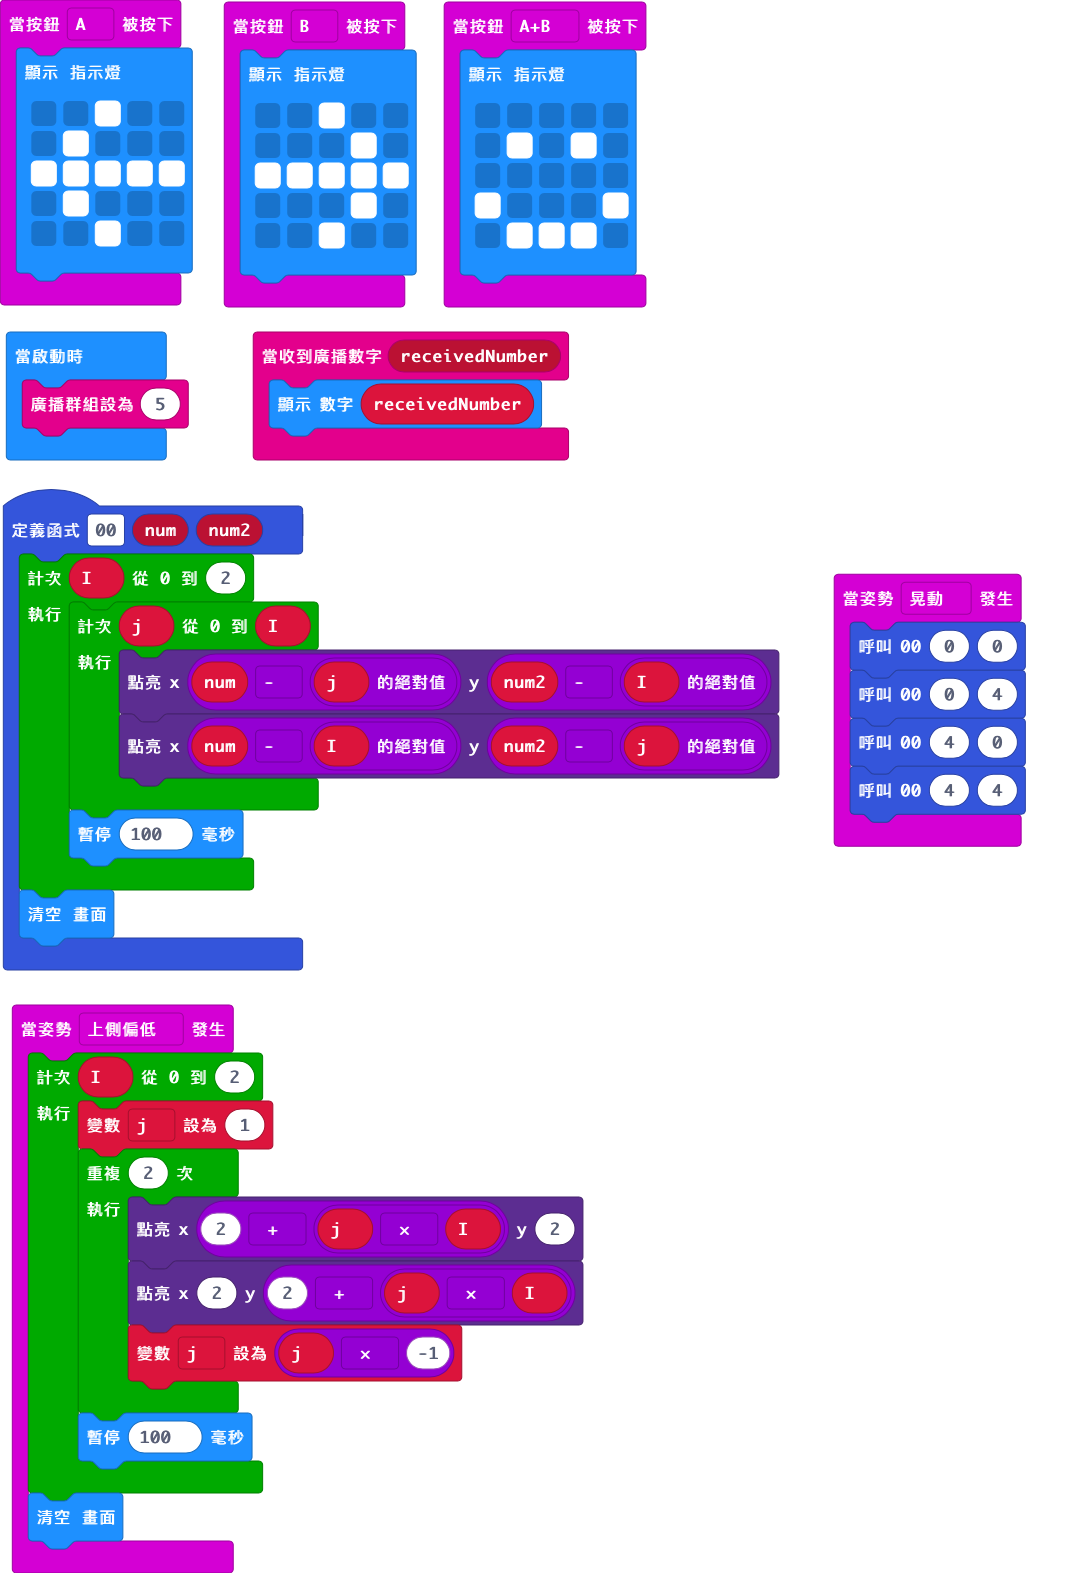 當按鈕 A 被按下
顯示 指示燈
當按鈕 B 被按下
顯示 指示燈
當按鈕 A+B 被按下
顯示 指示燈
當啟動時
廣播群組設為 5
當收到廣播數字 receivedNumber
顯示 數字 receivedNumber
定義函式 00 num num2
計次 I 從 0 到 2
執行
計次 j 從 0 到 I
執行
點亮 x num - j 的絕對值 y num2 - I 的絕對值
點亮 x num - I 的絕對值 y num2 - j 的絕對值
暫停 100 毫秒
清空 畫面
當姿勢 晃動 發生
呼叫 00 0 0
呼叫 00 0 4
呼叫 00 4 0
呼叫 00 4 4
當姿勢 上側偏低 發生
計次 I 從 0 到 2
執行
變數 j 設為 1
重複 2 次
執行
點亮 x 2 + j × I y 2
點亮 x 2 y 2 + j × I
變數 j 設為 j × -1
暫停 100 毫秒
清空 畫面